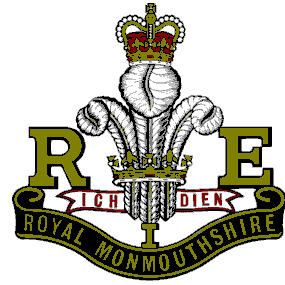 R E
ICH DIEN
I
ROYAL MONMOUTHSHIRE